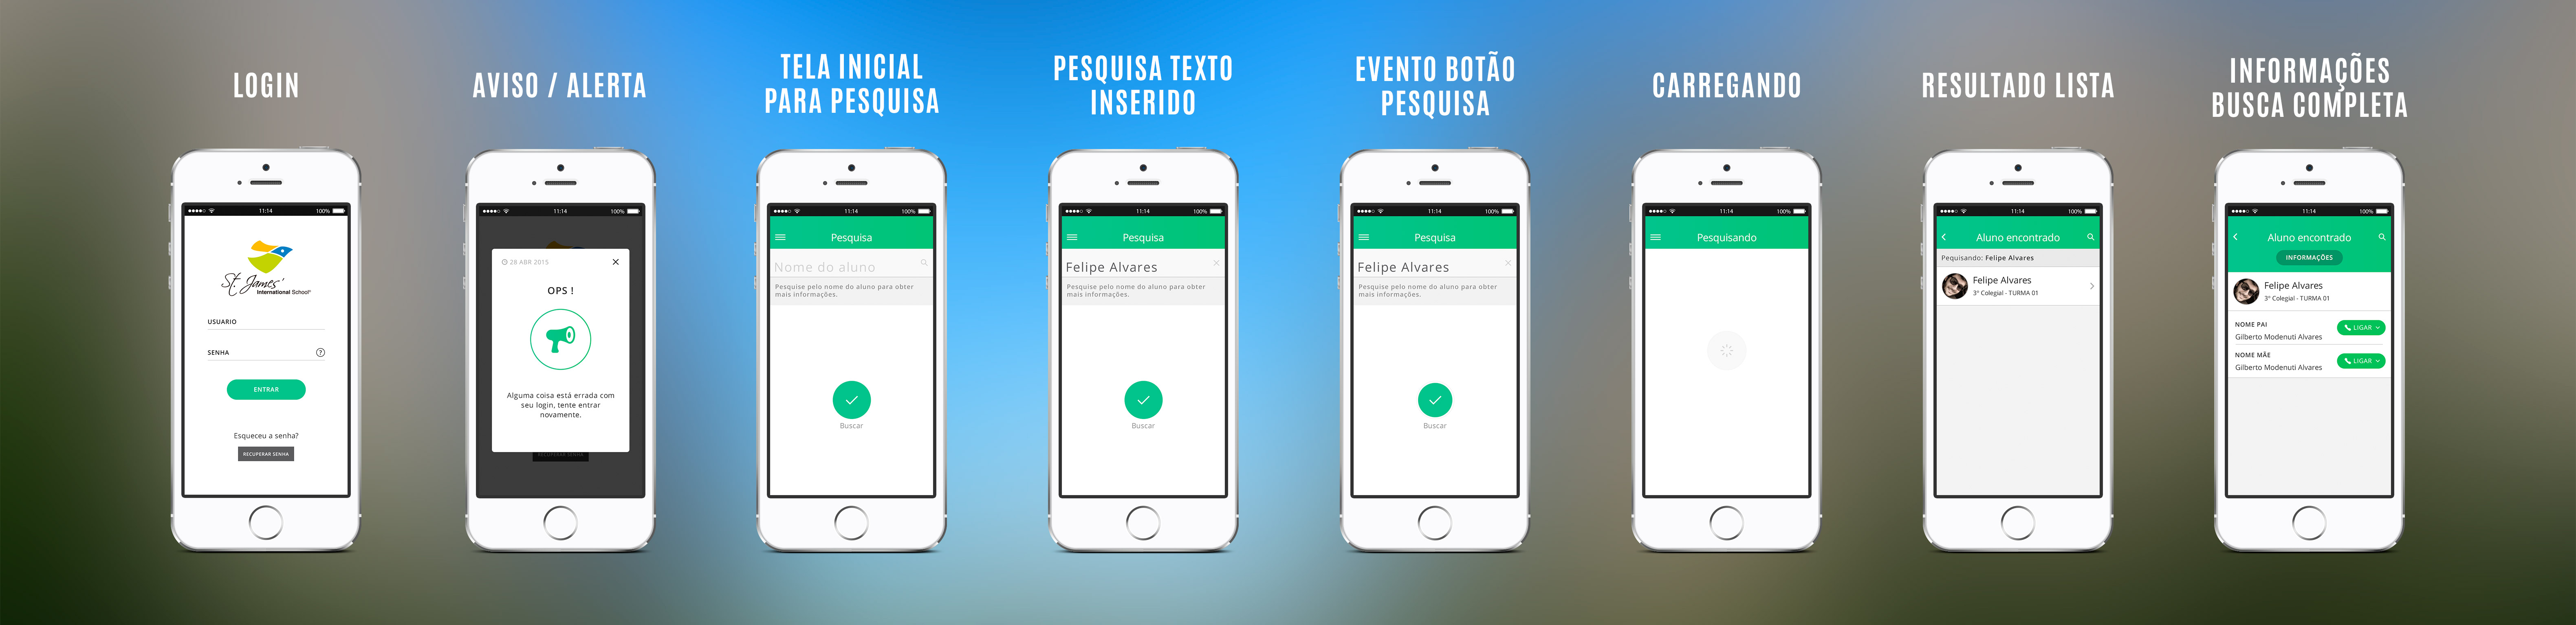 LOGIN
11:14
100%
St. James'
International School
USUARIO
SENHA
?
ENTRAR
Esqueceu a senha?
RECUPERAR SENHA
AVISO / ALERTA
11:14
100%
28 ABR 2015
OPS !
Alguma coisa está errada com
seu login, tente entrar
novamente.
RECUPERAR SENHA
TELA INICIAL
PARA PESQUISA
11:14
100%
Pesquisa
Nome do aluno
Pesquise pelo nome do aluno para obter
mais informações.
Buscar
PESQUISA TEXTO
INSERIDO
11:14
100%
Pesquisa
Felipe Alvares
Pesquise pelo nome do aluno para obter
mais informações.
Buscar
EVENTO BOTÃO
PESQUISA
11:14
100%
Pesquisa
Felipe Alvares
Pesquise pelo nome do aluno para obter
mais informações.
Buscar
CARREGANDO
11:14
100%
Pesquisando
RESULTADO LISTA
11:14
100%
Aluno encontrado
Pequisando: Felipe Alvares
Felipe Alvares
3º Colegial - TURMA 01
INFORMAÇÕES
BUSCA COMPLETA
11:14
100%
Aluno encontrado
INFORMAÇÕES
Felipe Alvares
3º Colegial - TURMA 01
NOME PAI
Gilberto Modenuti Alvares
LIGAR
NOME MÃE
Gilberto Modenuti Alvares
LIGAR